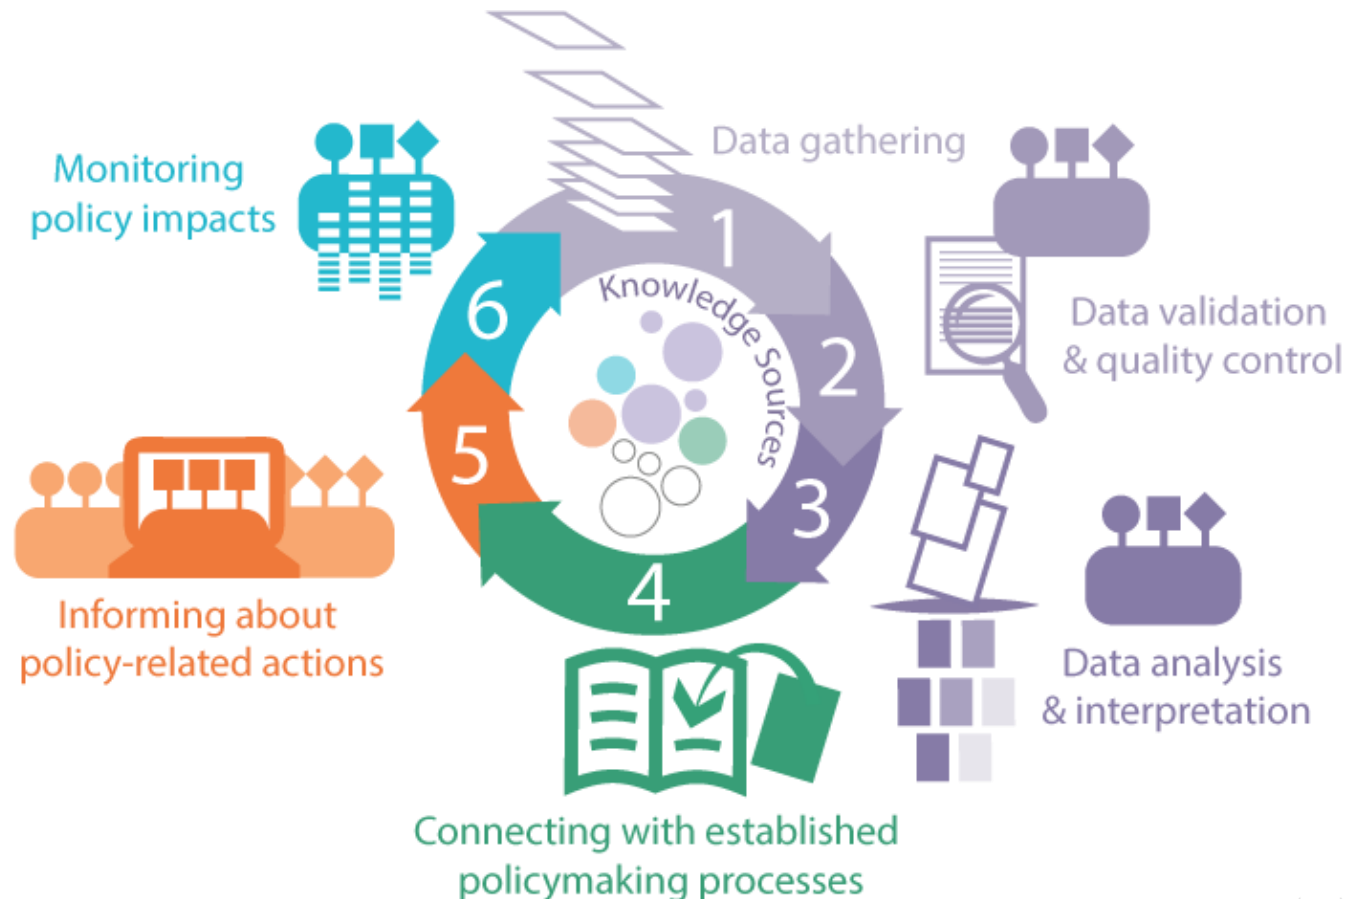 Data gathering
1
Data validation
& quality control
2
Data analysis
& interpretation
3
Connecting with established
policymaking processes
4
Informing about
policy-related actions
5
Monitoring
policy impacts
6
Knowledge Sources